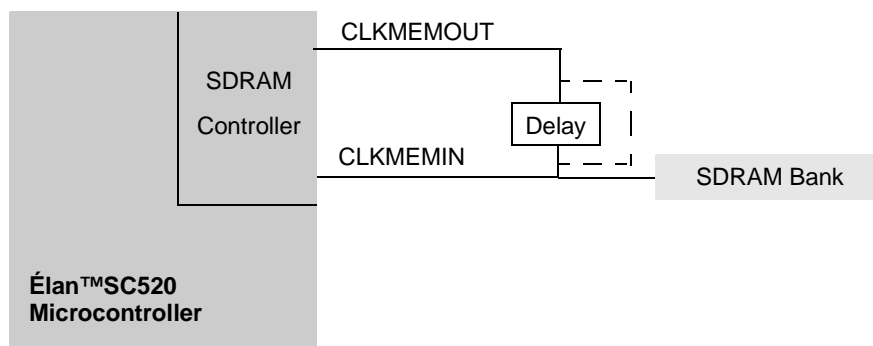 CLKMEMOUT
SDRAM
Controller
Delay
CLKMEMIN
SDRAM Bank
Élan™SC520
Microcontroller